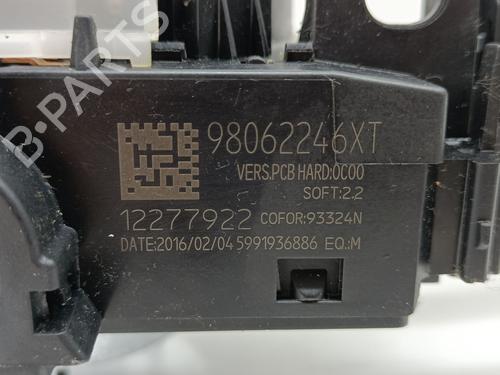 98062246XT
VERS.PCB HARD:0C00
SOFT:2.2
12277922 COFOR:93324N
DATE:2016/02/04 5991936886 EQ.:M
B-PARTS